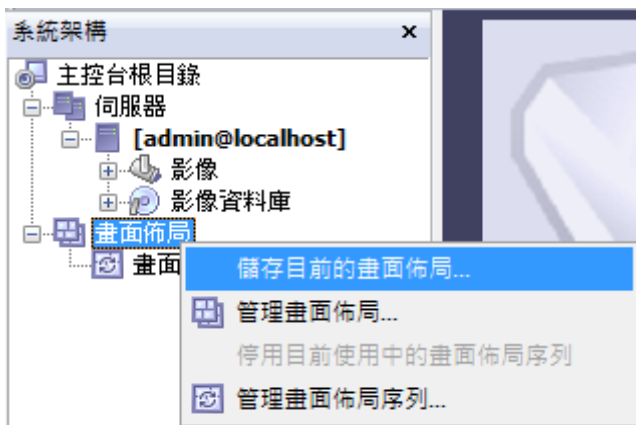 系統架構 x
主控台根目錄
伺服器
[admin@localhost]
影像
影像資料庫
畫面佈局
畫面
儲存目前的畫面佈局...
管理畫面佈局...
停用目前使用中的畫面佈局序列
管理畫面佈局序列...